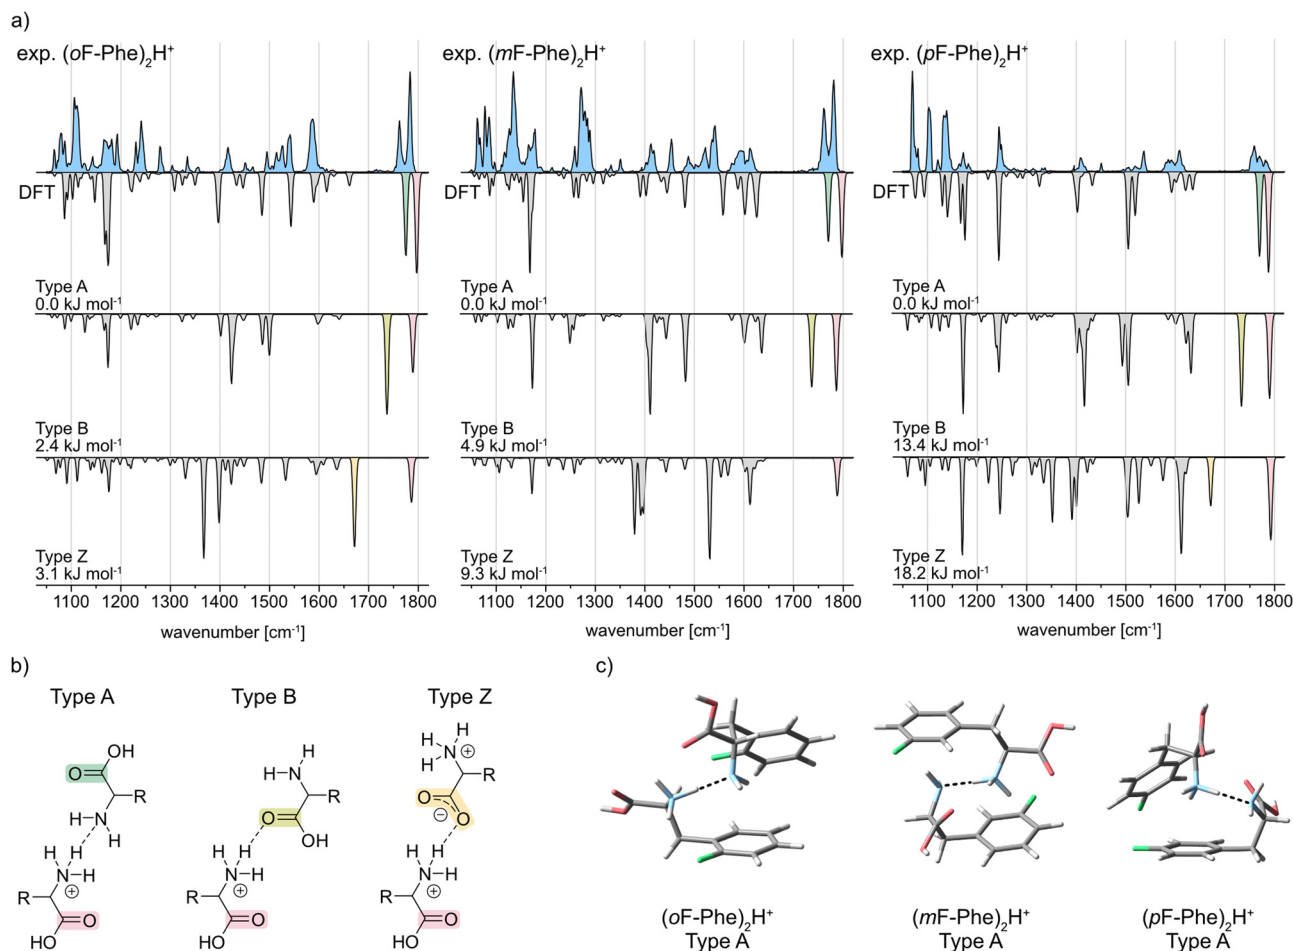 a)
exp. (oF-Phe)₂H⁺
exp. (mF-Phe)₂H⁺
exp. (pF-Phe)₂H⁺
DFT
DFT
DFT
Type A
0.0 kJ mol⁻¹
Type A
0.0 kJ mol⁻¹
Type A
0.0 kJ mol⁻¹
Type B
2.4 kJ mol⁻¹
Type B
4.9 kJ mol⁻¹
Type B
13.4 kJ mol⁻¹
Type Z
3.1 kJ mol⁻¹
Type Z
9.3 kJ mol⁻¹
Type Z
18.2 kJ mol⁻¹
1100 1200 1300 1400 1500 1600 1700 1800
1100 1200 1300 1400 1500 1600 1700 1800
1100 1200 1300 1400 1500 1600 1700 1800
wavenumber [cm⁻¹]
wavenumber [cm⁻¹]
wavenumber [cm⁻¹]
b)
Type A
OH
O
R
H-N
H
H H
N-H
⊕
R
O
HO
Type B
H
H-N
R
O
OH
H H
N-H
⊕
R
O
HO
Type Z
H H
H N ⊕
R
O
⊖ O
H H
N-H
⊕
R
O
HO
c)
(oF-Phe)₂H⁺
Type A
(mF-Phe)₂H⁺
Type A
(pF-Phe)₂H⁺
Type A